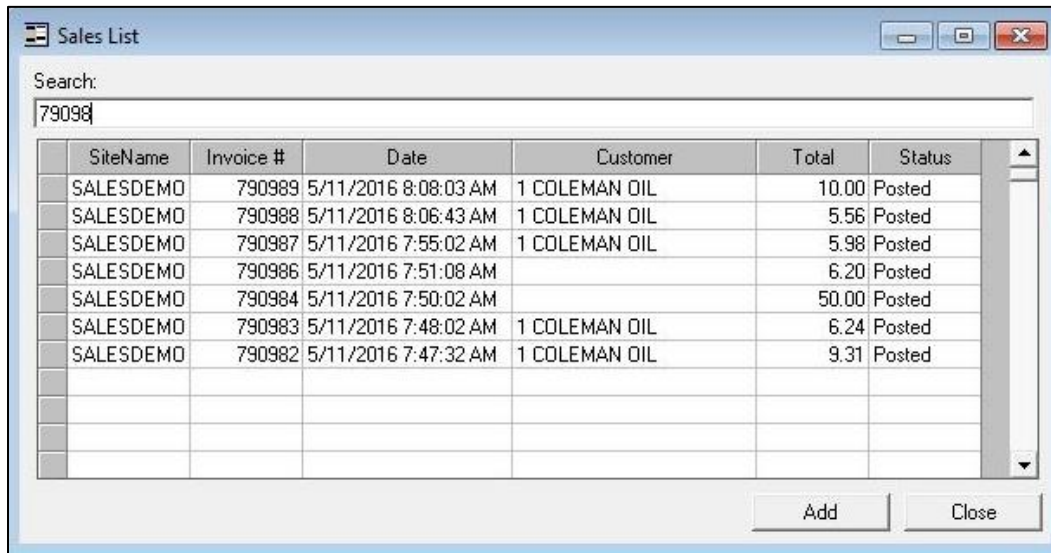 Sales List
Search:
79098
SiteName Invoice # Date Customer Total Status
SALESDEMO 790989 5/11/2016 8:08:03 AM 1 COLEMAN OIL 10.00 Posted
SALESDEMO 790988 5/11/2016 8:06:43 AM 1 COLEMAN OIL 5.56 Posted
SALESDEMO 790987 5/11/2016 7:55:02 AM 1 COLEMAN OIL 5.98 Posted
SALESDEMO 790986 5/11/2016 7:51:08 AM 6.20 Posted
SALESDEMO 790984 5/11/2016 7:50:02 AM 50.00 Posted
SALESDEMO 790983 5/11/2016 7:48:02 AM 1 COLEMAN OIL 6.24 Posted
SALESDEMO 790982 5/11/2016 7:47:32 AM 1 COLEMAN OIL 9.31 Posted
Add Close